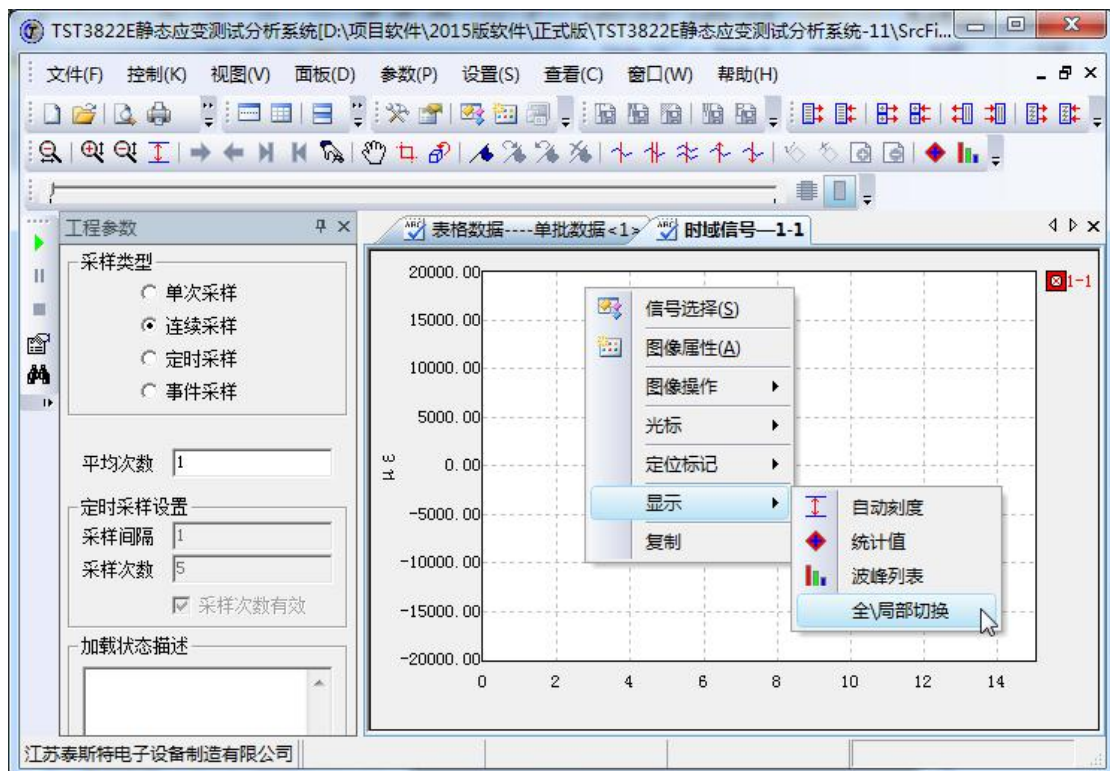 TST3822E静态应变测试分析系统[D:\项目软件\2015版软件\正式版\TST3822E静态应变测试分析系统-11\SrcFi...
文件(F) 控制(K) 视图(V) 面板(D) 参数(P) 设置(S) 查看(C) 窗口(W) 帮助(H)
工程参数
采样类型
单次采样
连续采样
定时采样
事件采样
平均次数 1
定时采样设置
采样间隔 1
采样次数 5
采样次数有效
加载状态描述
表格数据----单批数据<1> 时域信号—1-1
20000.00
15000.00
10000.00
5000.00
0.00
-5000.00
-10000.00
-15000.00
-20000.00
με
0 2 4 6 8 10 12 14
1-1
信号选择(S)
图像属性(A)
图像操作
光标
定位标记
显示
复制
自动刻度
统计值
波峰列表
全\局部切换
江苏泰斯特电子设备制造有限公司